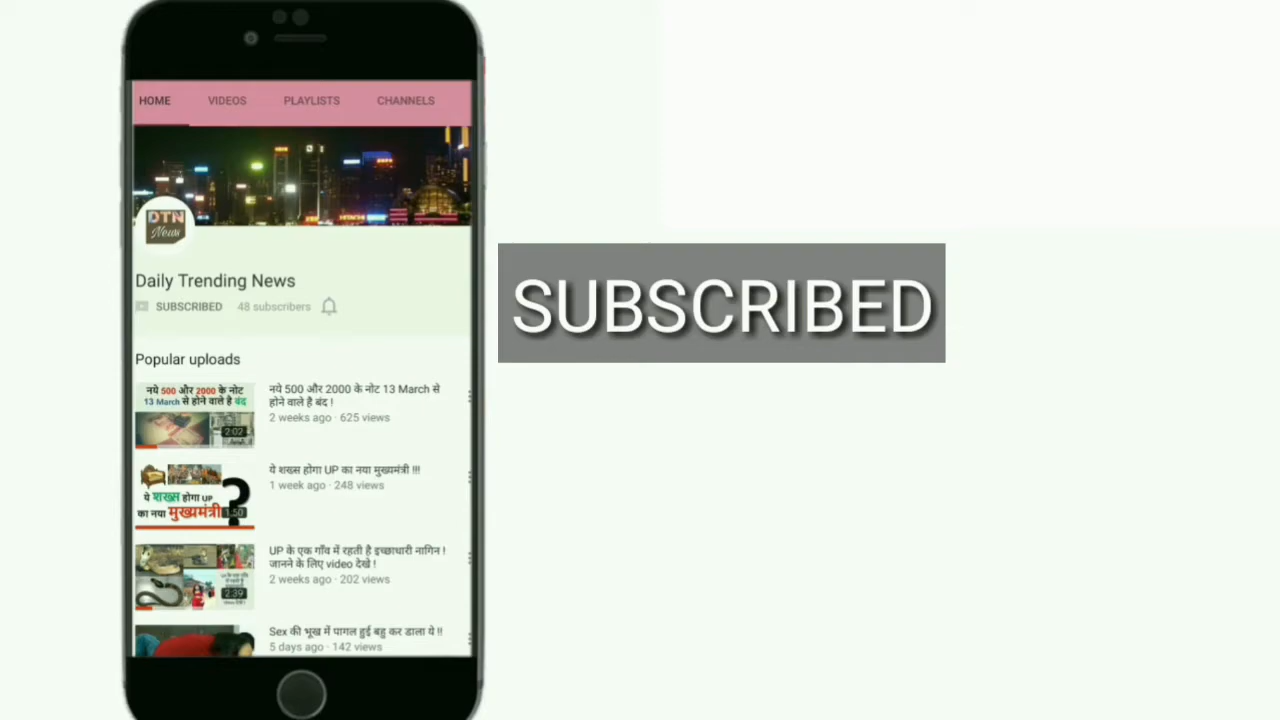 HOME VIDEOS PLAYLISTS CHANNELS
DTN
News
Daily Trending News
SUBSCRIBED 48 subscribers
SUBSCRIBED
Popular uploads
नये 500 और 2000 के नोट
13 March से होने वाले है बंद
2:02
नये 500 और 2000 के नोट 13 March से
होने वाले है बंद !
2 weeks ago · 625 views
ये शख्स होगा UP
का नया मुख्यमंत्री
1:50
ये शख्स होगा UP का नया मुख्यमंत्री !!!
1 week ago · 248 views
2:39
UP के एक गाँव में रहती है इच्छाधारी नागिन !
जानने के लिए video देखे !
2 weeks ago · 202 views
Sex की भूख में पागल हुई बहु कर डाला ये !!
5 days ago · 142 views